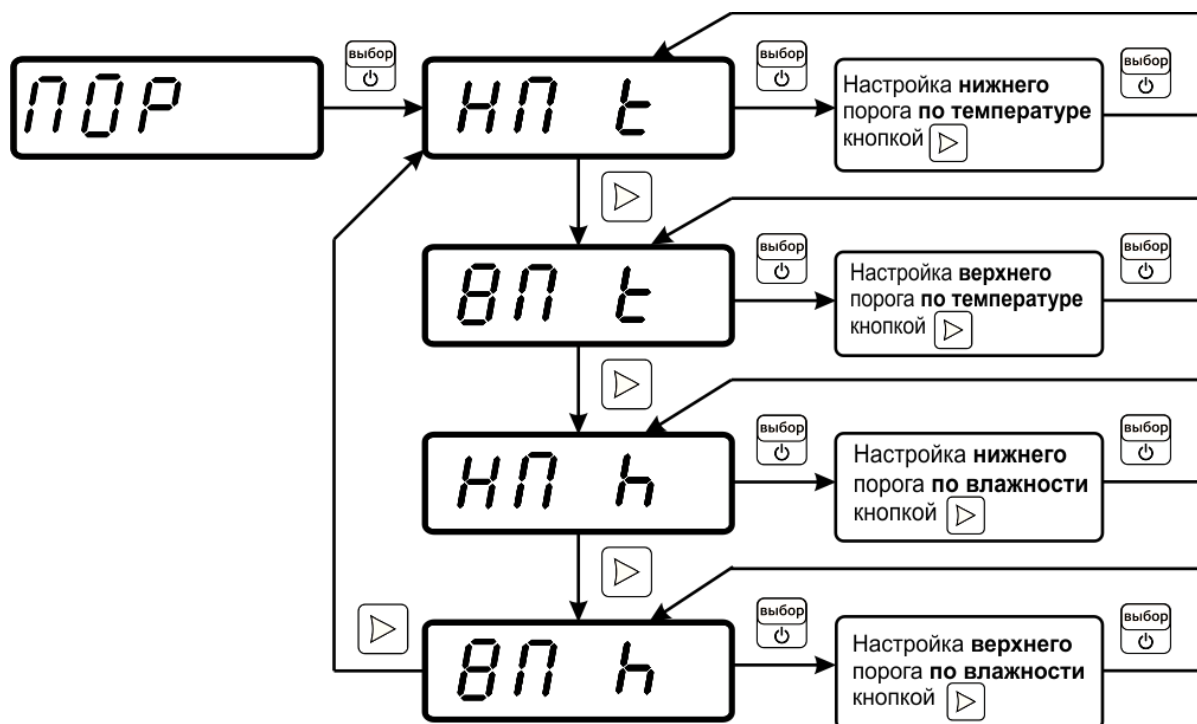 выбор
выбор
выбор
ПОР
НП t
Настройка нижнего
порога по температуре
кнопкой
выбор
выбор
ВП t
Настройка верхнего
порога по температуре
кнопкой
выбор
выбор
НП h
Настройка нижнего
порога по влажности
кнопкой
выбор
выбор
ВП h
Настройка верхнего
порога по влажности
кнопкой